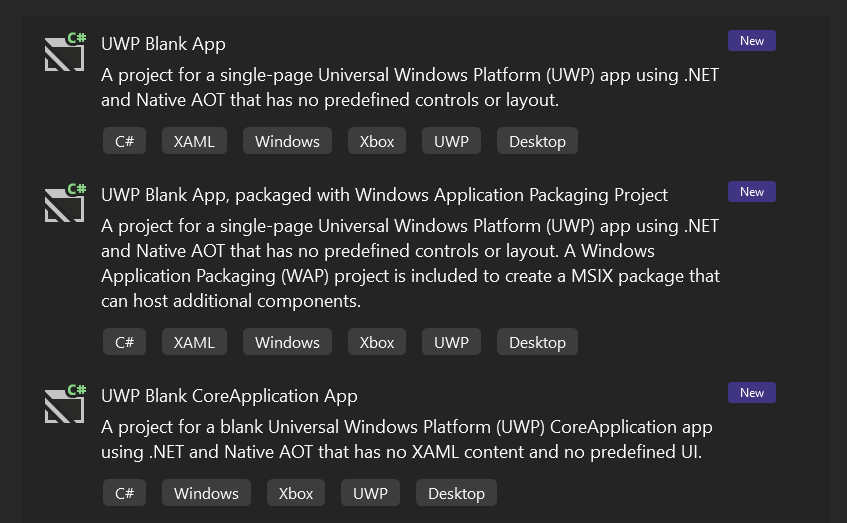 C#
UWP Blank App
New
A project for a single-page Universal Windows Platform (UWP) app using .NET
and Native AOT that has no predefined controls or layout.
C# XAML Windows Xbox UWP Desktop
C#
UWP Blank App, packaged with Windows Application Packaging Project
New
A project for a single-page Universal Windows Platform (UWP) app using .NET
and Native AOT that has no predefined controls or layout. A Windows
Application Packaging (WAP) project is included to create a MSIX package that
can host additional components.
C# XAML Windows Xbox UWP Desktop
C#
UWP Blank CoreApplication App
New
A project for a blank Universal Windows Platform (UWP) CoreApplication app
using .NET and Native AOT that has no XAML content and no predefined UI.
C# Windows Xbox UWP Desktop